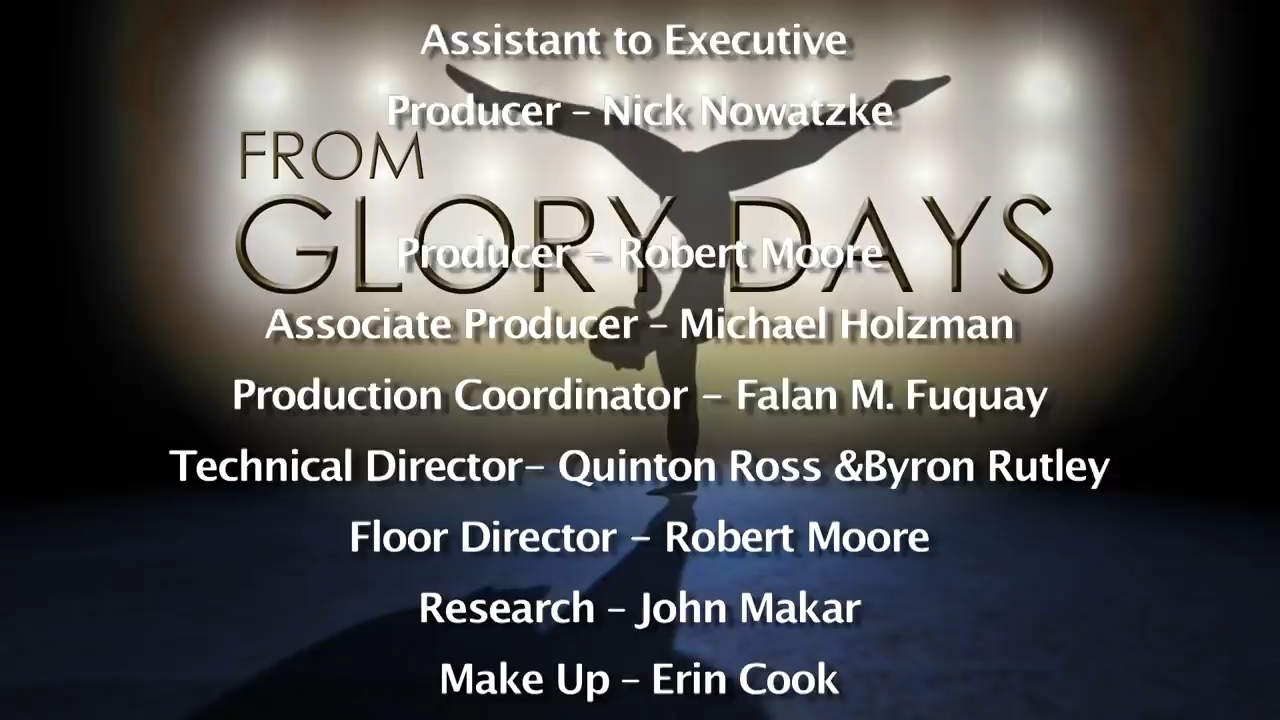 Assistant to Executive
Producer – Nick Nowatzke
FROM
GLORY DAYS
Producer – Robert Moore
Associate Producer – Michael Holzman
Production Coordinator – Falan M. Fuquay
Technical Director– Quinton Ross &Byron Rutley
Floor Director – Robert Moore
Research – John Makar
Make Up – Erin Cook